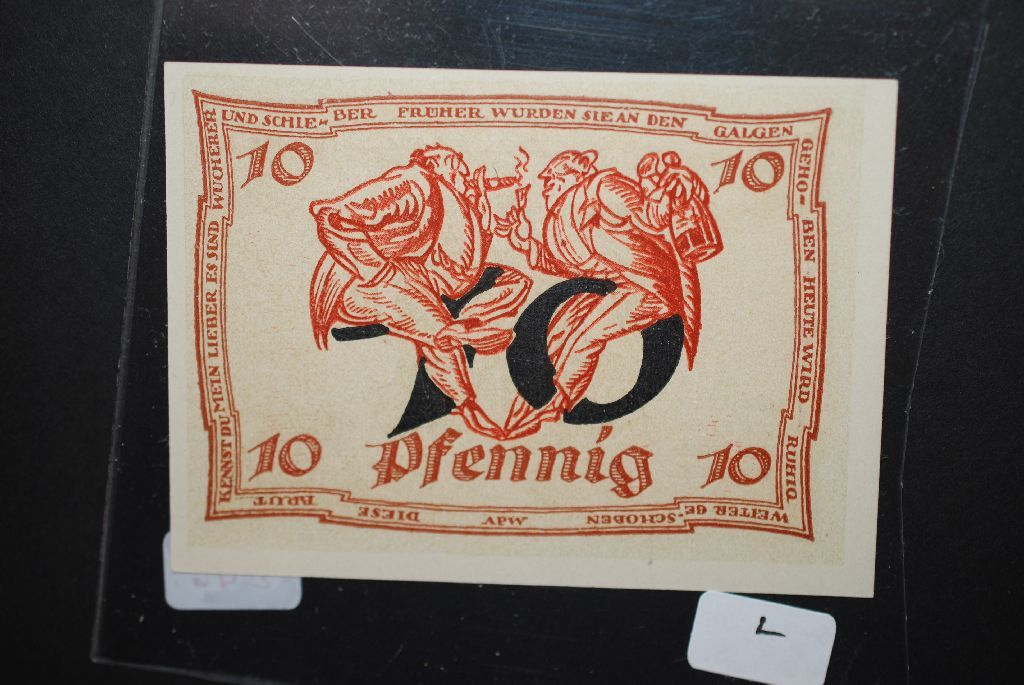 KENNST DU MEIN LIEBER ES SIND WUCHERER
UND SCHIE- BER FRÜHER WURDEN SIE AN DEN GALGEN
GEHO- BEN HEUTE WIRD RUHIG
WEITER GE- SCHOBEN DIESE BRUT
10
10
10
Pfennig
10
10